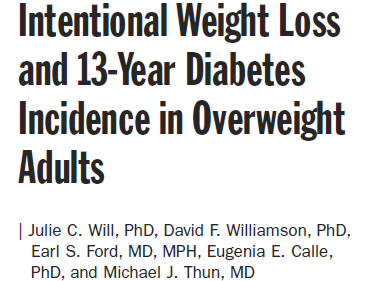 Intentional Weight Loss
and 13-Year Diabetes
Incidence in Overweight
Adults
| Julie C. Will, PhD, David F. Williamson, PhD,
Earl S. Ford, MD, MPH, Eugenia E. Calle,
PhD, and Michael J. Thun, MD